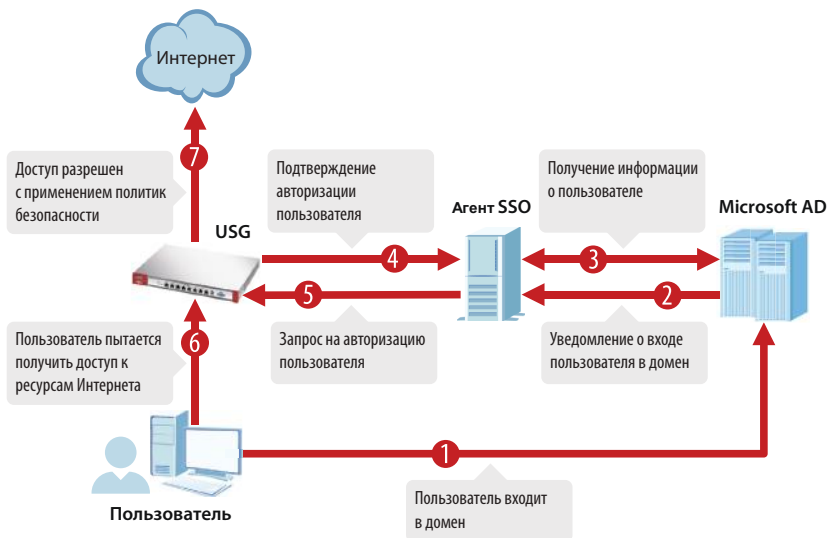 Интернет
7
Доступ разрешен
с применением политик
безопасности
Подтверждение
авторизации
пользователя
Получение информации
о пользователе
Агент SSO
Microsoft AD
USG
4
3
5
2
Пользователь пытается
получить доступ к
ресурсам Интернета
6
Запрос на авторизацию
пользователя
Уведомление о входе
пользователя в домен
1
Пользователь
Пользователь входит
в домен